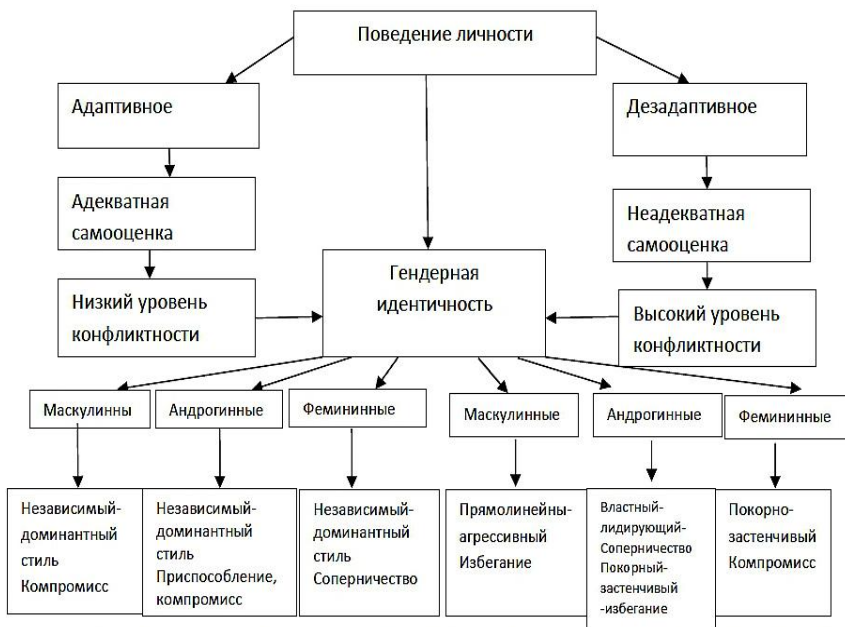 Поведение личности
Адаптивное
Дезадаптивное
Адекватная
самооценка
Неадекватная
самооценка
Гендерная
идентичность
Низкий уровень
конфликтности
Высокий уровень
конфликтности
Маскулинны
Андрогинные
Фемининные
Маскулинные
Андрогинные
Фемининные
Независимый-
доминантный
стиль
Компромисс
Независимый-
доминантный
стиль
Приспособление,
компромисс
Независимый-
доминантный
стиль
Соперничество
Прямолинейны-
агрессивный
Избегание
Властный-
лидирующий-
Соперничество
Покорный-
застенчивый
-избегание
Покорно-
застенчивый
Компромисс